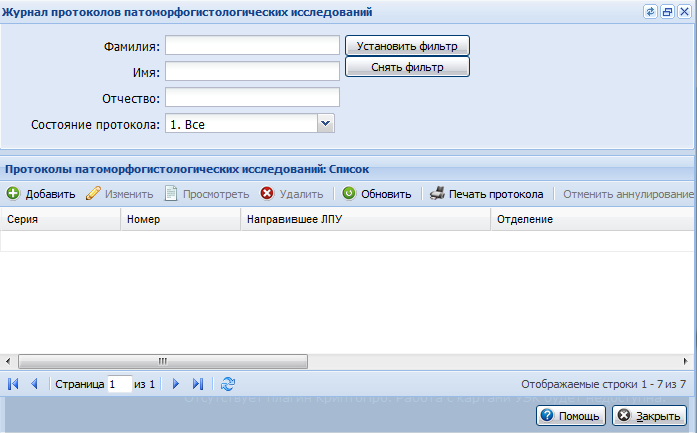 Журнал протоколов патоморфогистологических исследований
Фамилия:
Установить фильтр
Имя:
Снять фильтр
Отчество:
Состояние протокола: 1. Все
Протоколы патоморфогистологических исследований: Список
Добавить Изменить Просмотреть Удалить Обновить Печать протокола Отменить аннулирование
Серия Номер Направившее ЛПУ Отделение
Страница 1 из 1 Отображаемые строки 1 - 7 из 7
Помощь Закрыть